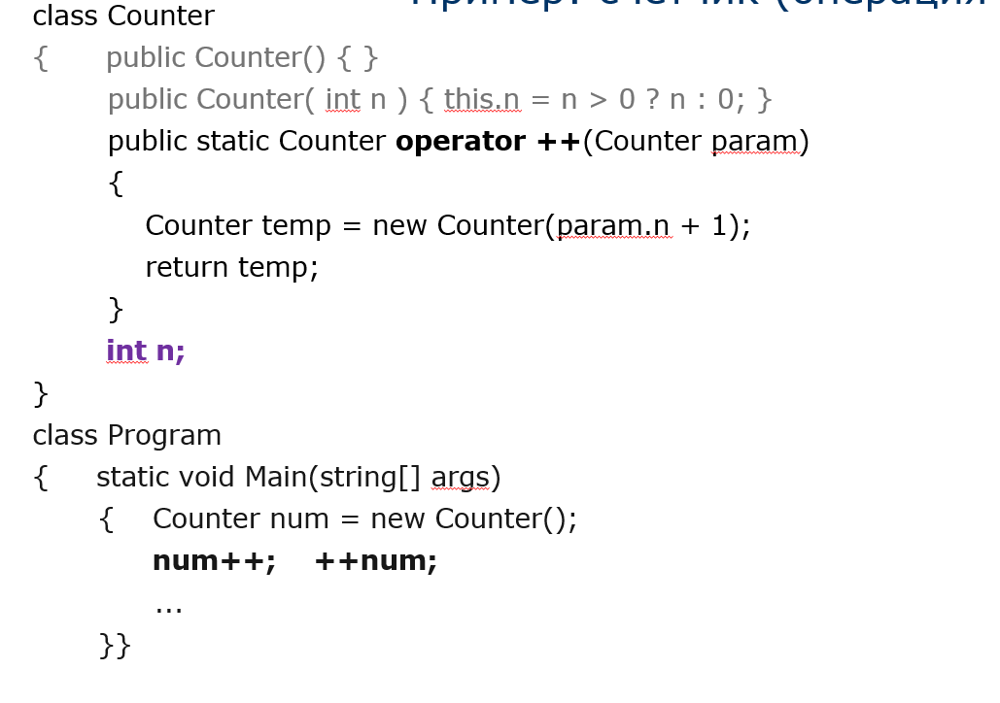 Пример: счетчик (операция
class Counter
{ public Counter() { }
public Counter( int n ) { this.n = n > 0 ? n : 0; }
public static Counter operator ++(Counter param)
{
Counter temp = new Counter(param.n + 1);
return temp;
}
int n;
}
class Program
{ static void Main(string[] args)
{ Counter num = new Counter();
num++; ++num;
...
}}